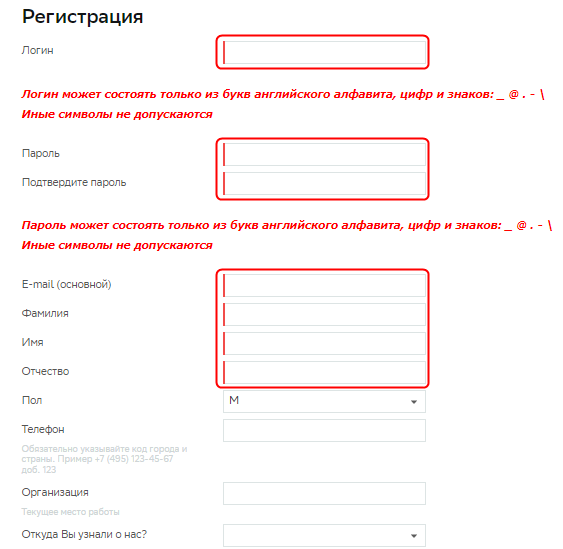 Регистрация
Логин
Логин может состоять только из букв английского алфавита, цифр и знаков: _ @ . - \
Иные символы не допускаются
Пароль
Подтвердите пароль
Пароль может состоять только из букв английского алфавита, цифр и знаков: _ @ . - \
Иные символы не допускаются
E-mail (основной)
Фамилия
Имя
Отчество
Пол М
Телефон
Обязательно указывайте код города и
страны. Пример +7 (495) 123-45-67
доб. 123
Организация
Текущее место работы
Откуда Вы узнали о нас?